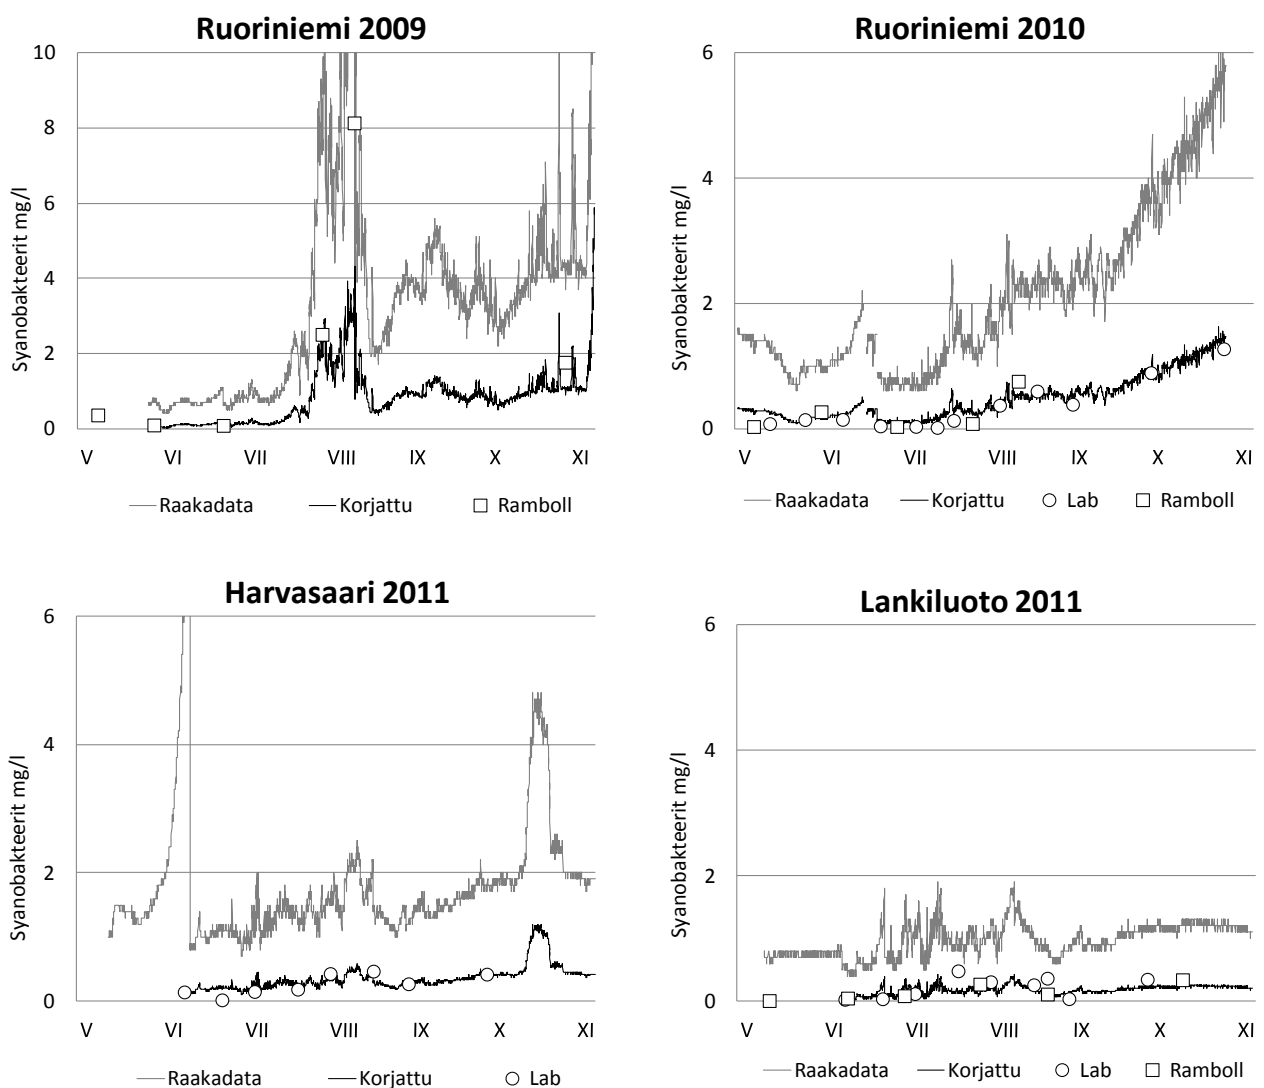 Ruoriniemi 2009
10
8
6
4
2
0
Syanobakteerit mg/l
V VI VII VIII IX X XI
Raakadata Korjattu Ramboll
Ruoriniemi 2010
6
4
2
0
Syanobakteerit mg/l
V VI VII VIII IX X XI
Raakadata Korjattu Lab Ramboll
Harvasaari 2011
6
4
2
0
Syanobakteerit mg/l
V VI VII VIII IX X XI
Raakadata Korjattu Lab
Lankiluoto 2011
6
4
2
0
Syanobakteerit mg/l
V VI VII VIII IX X XI
Raakadata Korjattu Lab Ramboll